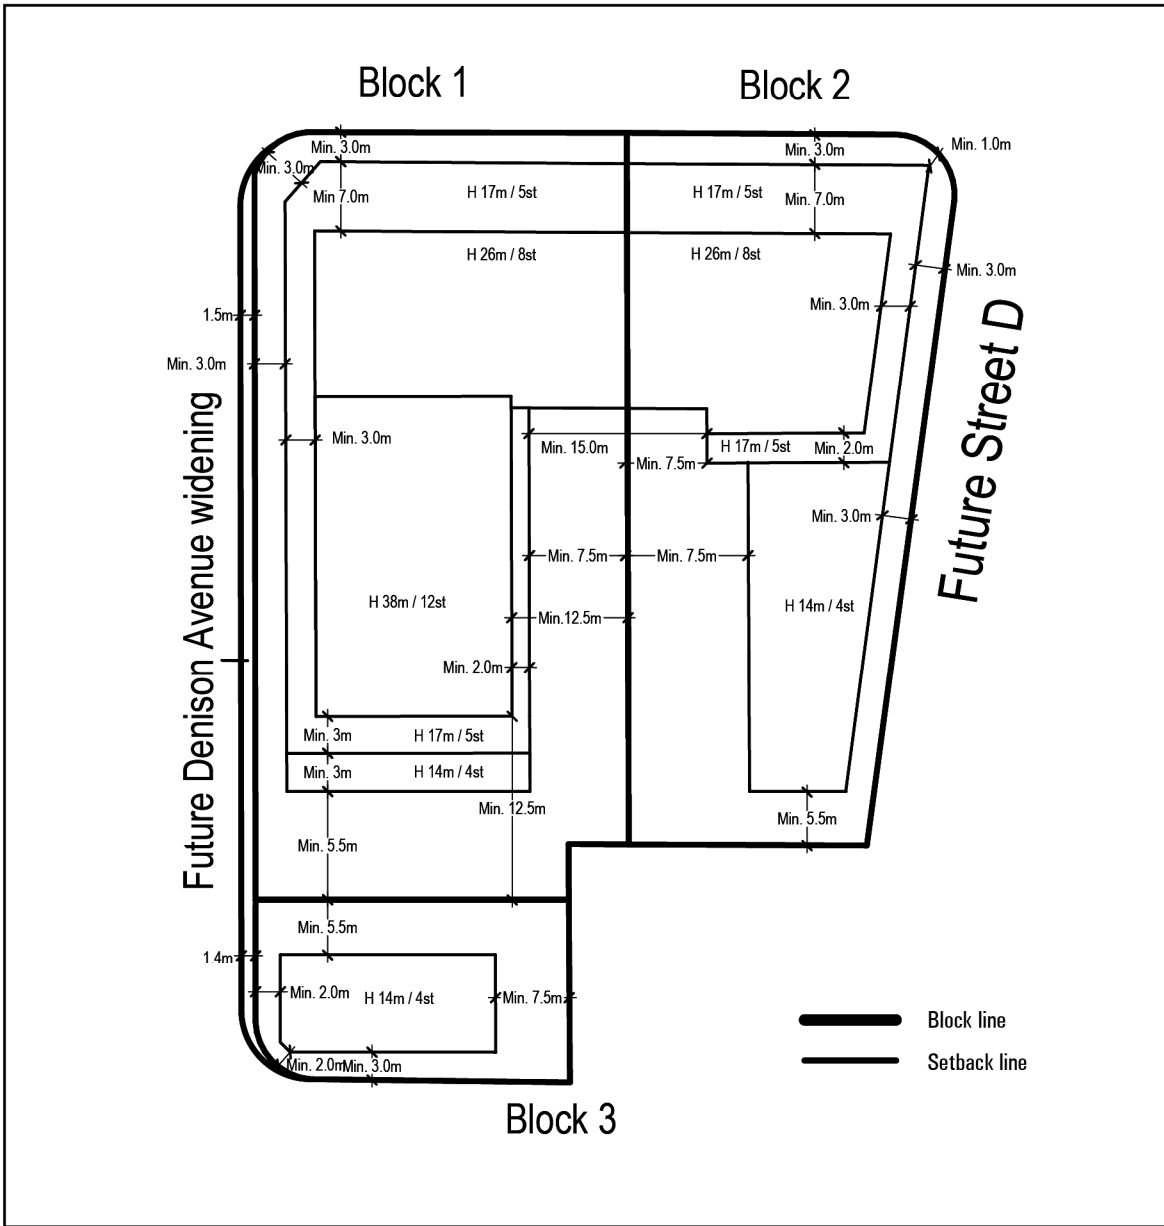 Block 1
Block 2
Min. 3.0m
Min. 3.0m
Min. 1.0m
Min. 3.0m
Min 7.0m
H 17m / 5st
H 17m / 5st
Min. 7.0m
H 26m / 8st
H 26m / 8st
Min. 3.0m
1.5m
Min. 3.0m
Min. 3.0m
Future Street D
Future Denison Avenue widening
Min. 3.0m
Min. 15.0m
H 17m / 5st
Min. 2.0m
Min. 7.5m
Min. 3.0m
Min. 7.5m
Min. 7.5m
H 38m / 12st
H 14m / 4st
Min.12.5m
Min. 2.0m
Min. 3m
H 17m / 5st
Min. 3m
H 14m / 4st
Min. 12.5m
Min. 5.5m
Min. 5.5m
Min. 5.5m
1.4m
Min. 2.0m
H 14m / 4st
Min. 7.5m
Min. 2.0m
Min. 3.0m
Block line
Setback line
Block 3